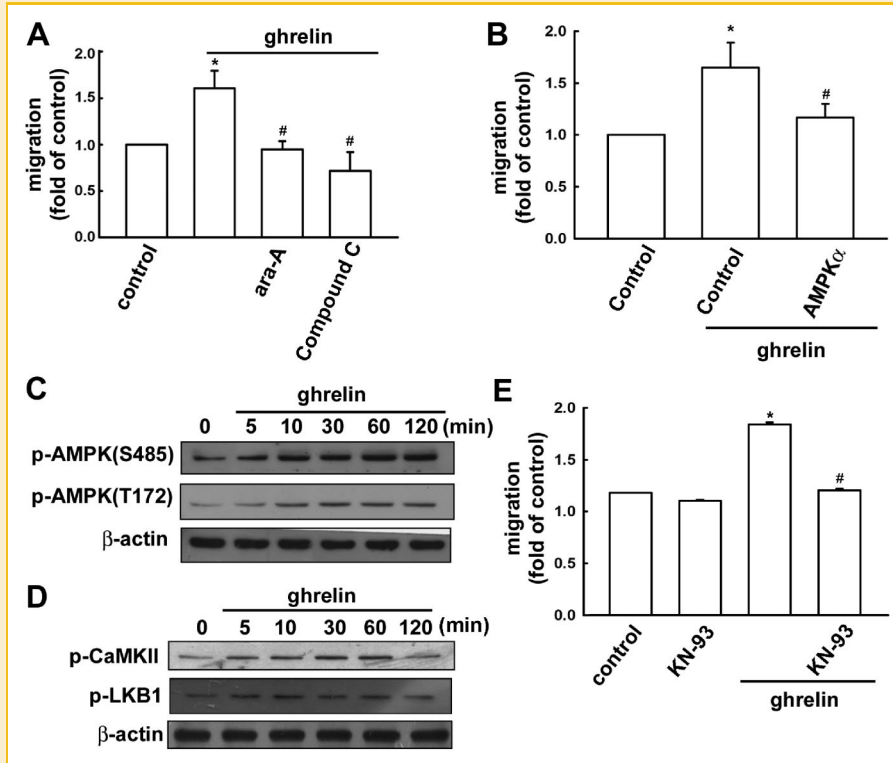 A
ghrelin
migration
(fold of control)
2.0
1.5
1.0
0.5
0.0
*
#
#
control
ara-A
Compound C
B
migration
(fold of control)
2.0
1.5
1.0
0.5
0.0
*
#
Control
Control
AMPKα
ghrelin
C
ghrelin
0 5 10 30 60 120 (min)
p-AMPK(S485)
p-AMPK(T172)
β-actin
D
ghrelin
0 5 10 30 60 120 (min)
p-CaMKII
p-LKB1
β-actin
E
migration
(fold of control)
2.0
1.5
1.0
0.5
0.0
*
#
control
KN-93
KN-93
ghrelin